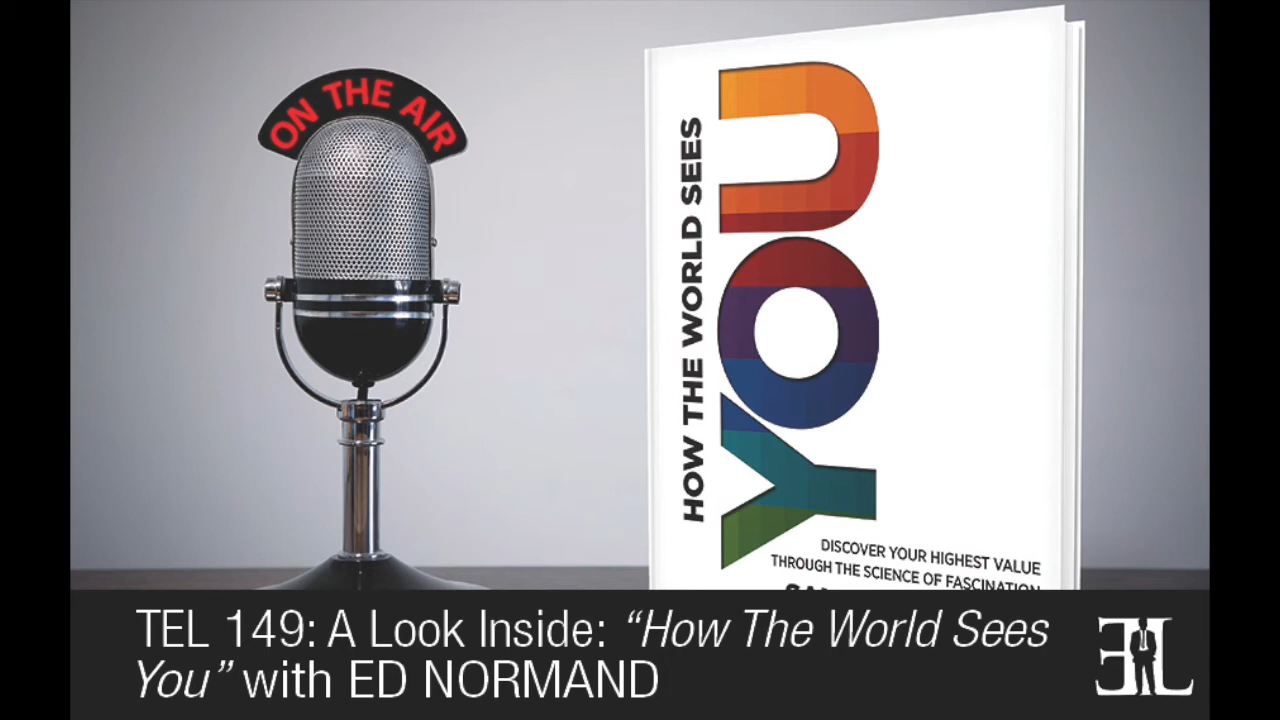 ON THE AIR
HOW THE WORLD SEES
YOU
DISCOVER YOUR HIGHEST VALUE
THROUGH THE SCIENCE OF FASCINATION
TEL 149: A Look Inside: “How The World Sees
You” with ED NORMAND
EL